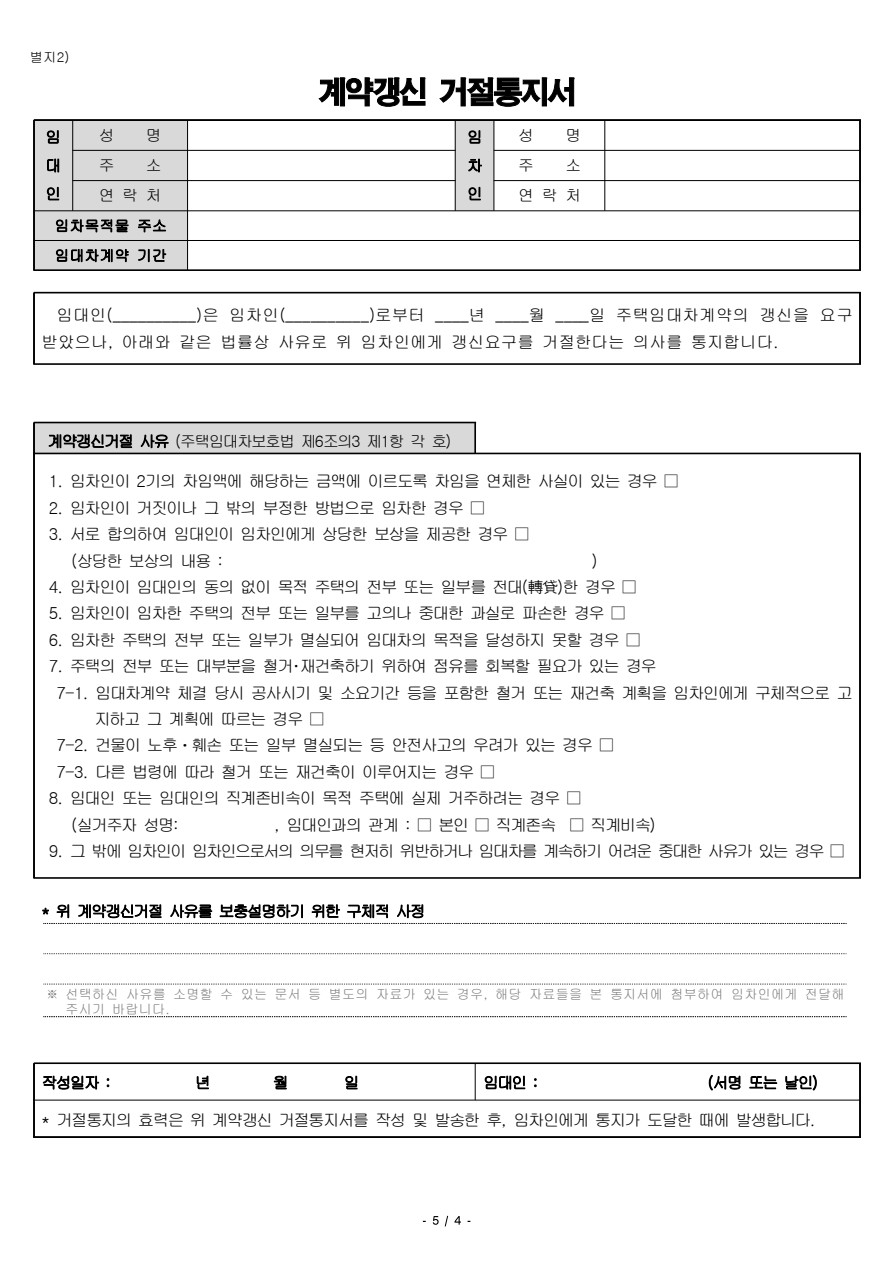 별지2)
계약갱신 거절통지서
임대인 성 명 임차인 성 명
주 소 주 소
연 락 처 연 락 처
임차목적물 주소
임대차계약 기간
임대인(__________)은 임차인(__________)로부터 ____년 ____월 ____일 주택임대차계약의 갱신을 요구
받았으나, 아래와 같은 법률상 사유로 위 임차인에게 갱신요구를 거절한다는 의사를 통지합니다.
계약갱신거절 사유 (주택임대차보호법 제6조의3 제1항 각 호)
1. 임차인이 2기의 차임액에 해당하는 금액에 이르도록 차임을 연체한 사실이 있는 경우 □
2. 임차인이 거짓이나 그 밖의 부정한 방법으로 임차한 경우 □
3. 서로 합의하여 임대인이 임차인에게 상당한 보상을 제공한 경우 □
(상당한 보상의 내용 : )
4. 임차인이 임대인의 동의 없이 목적 주택의 전부 또는 일부를 전대(轉貸)한 경우 □
5. 임차인이 임차한 주택의 전부 또는 일부를 고의나 중대한 과실로 파손한 경우 □
6. 임차한 주택의 전부 또는 일부가 멸실되어 임대차의 목적을 달성하지 못할 경우 □
7. 주택의 전부 또는 대부분을 철거·재건축하기 위하여 점유를 회복할 필요가 있는 경우
7-1. 임대차계약 체결 당시 공사시기 및 소요기간 등을 포함한 철거 또는 재건축 계획을 임차인에게 구체적으로 고
지하고 그 계획에 따르는 경우 □
7-2. 건물이 노후·훼손 또는 일부 멸실되는 등 안전사고의 우려가 있는 경우 □
7-3. 다른 법령에 따라 철거 또는 재건축이 이루어지는 경우 □
8. 임대인 또는 임대인의 직계존비속이 목적 주택에 실제 거주하려는 경우 □
(실거주자 성명: , 임대인과의 관계 : □ 본인 □ 직계존속 □ 직계비속)
9. 그 밖에 임차인이 임차인으로서의 의무를 현저히 위반하거나 임대차를 계속하기 어려운 중대한 사유가 있는 경우 □
* 위 계약갱신거절 사유를 보충설명하기 위한 구체적 사정
※ 선택하신 사유를 소명할 수 있는 문서 등 별도의 자료가 있는 경우, 해당 자료들을 본 통지서에 첨부하여 임차인에게 전달해
주시기 바랍니다.
작성일자 : 년 월 일 임대인 : (서명 또는 날인)
* 거절통지의 효력은 위 계약갱신 거절통지서를 작성 및 발송한 후, 임차인에게 통지가 도달한 때에 발생합니다.
- 5 / 4 -